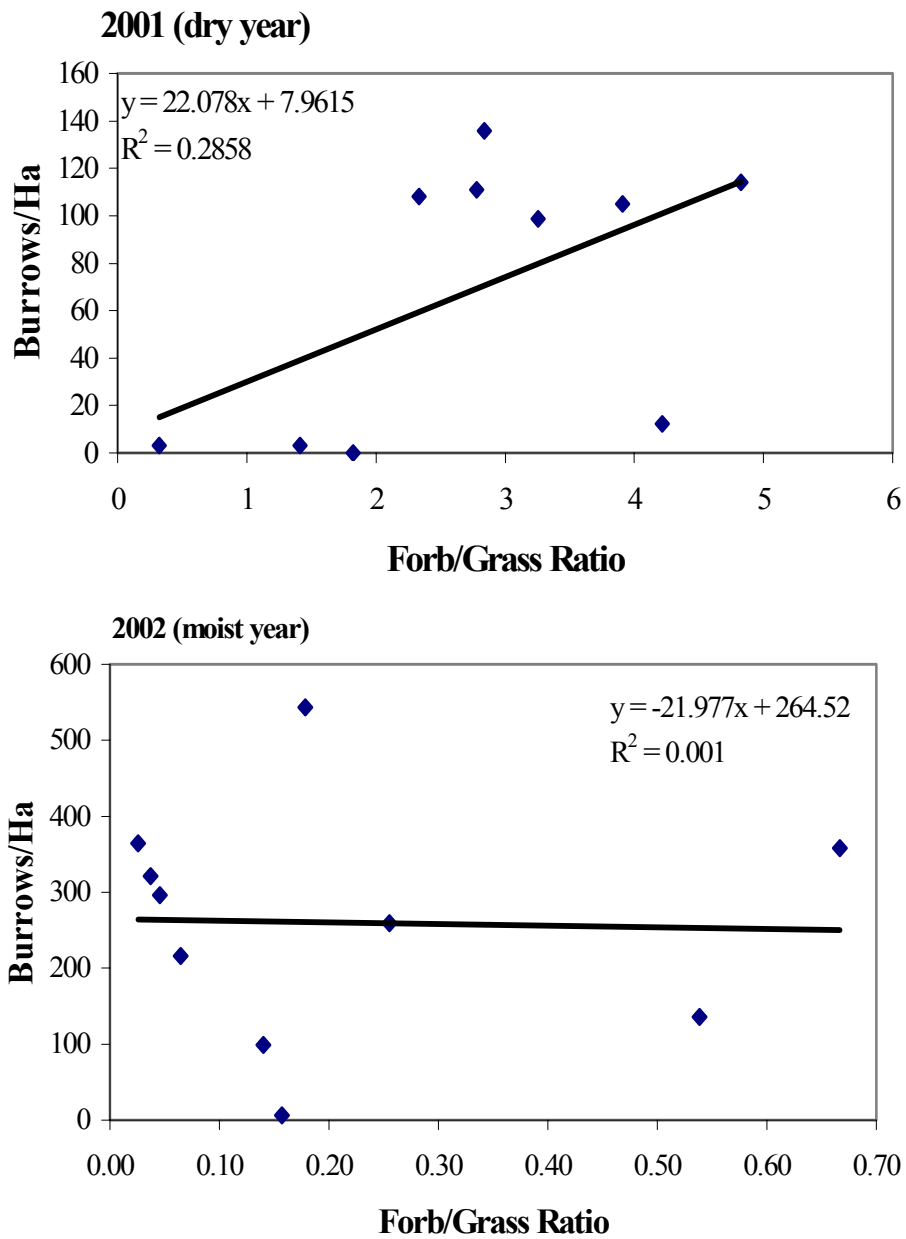 2001 (dry year)
160
140
120
100
80
60
40
20
0
y = 22.078x + 7.9615
R² = 0.2858
Burrows/Ha
0 1 2 3 4 5 6
Forb/Grass Ratio
2002 (moist year)
600
500
400
300
200
100
0
y = -21.977x + 264.52
R² = 0.001
Burrows/Ha
0.00 0.10 0.20 0.30 0.40 0.50 0.60 0.70
Forb/Grass Ratio